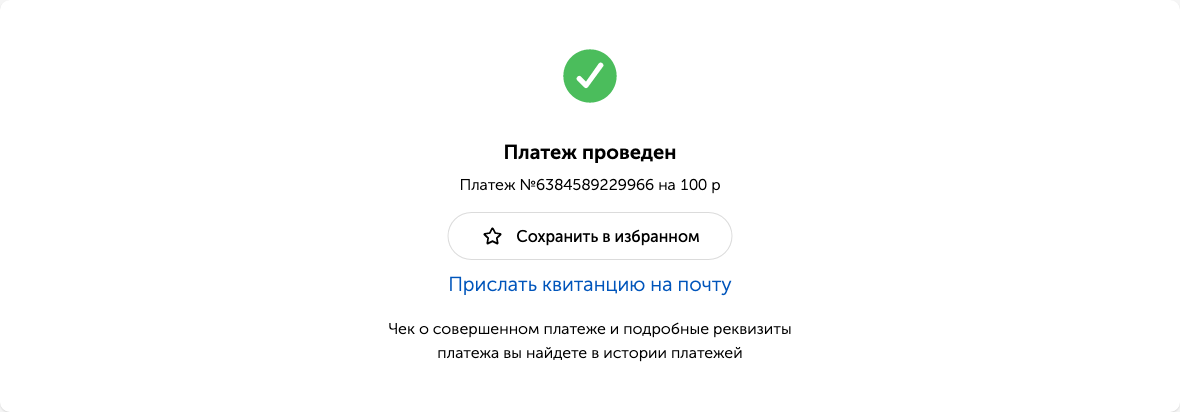 Платеж проведен
Платеж №6384589229966 на 100 р
Сохранить в избранном
Прислать квитанцию на почту
Чек о совершенном платеже и подробные реквизиты
платежа вы найдете в истории платежей